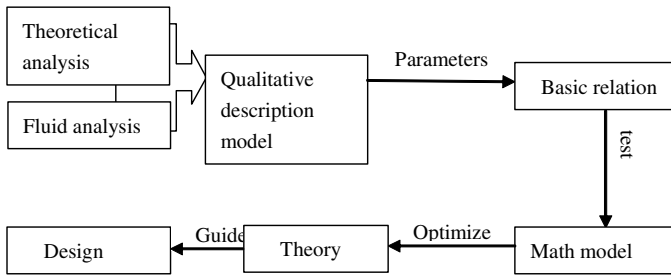 Theoretical
analysis
Fluid analysis
Qualitative
description
model
Parameters
Basic relation
test
Math model
Optimize
Theory
Guide
Design